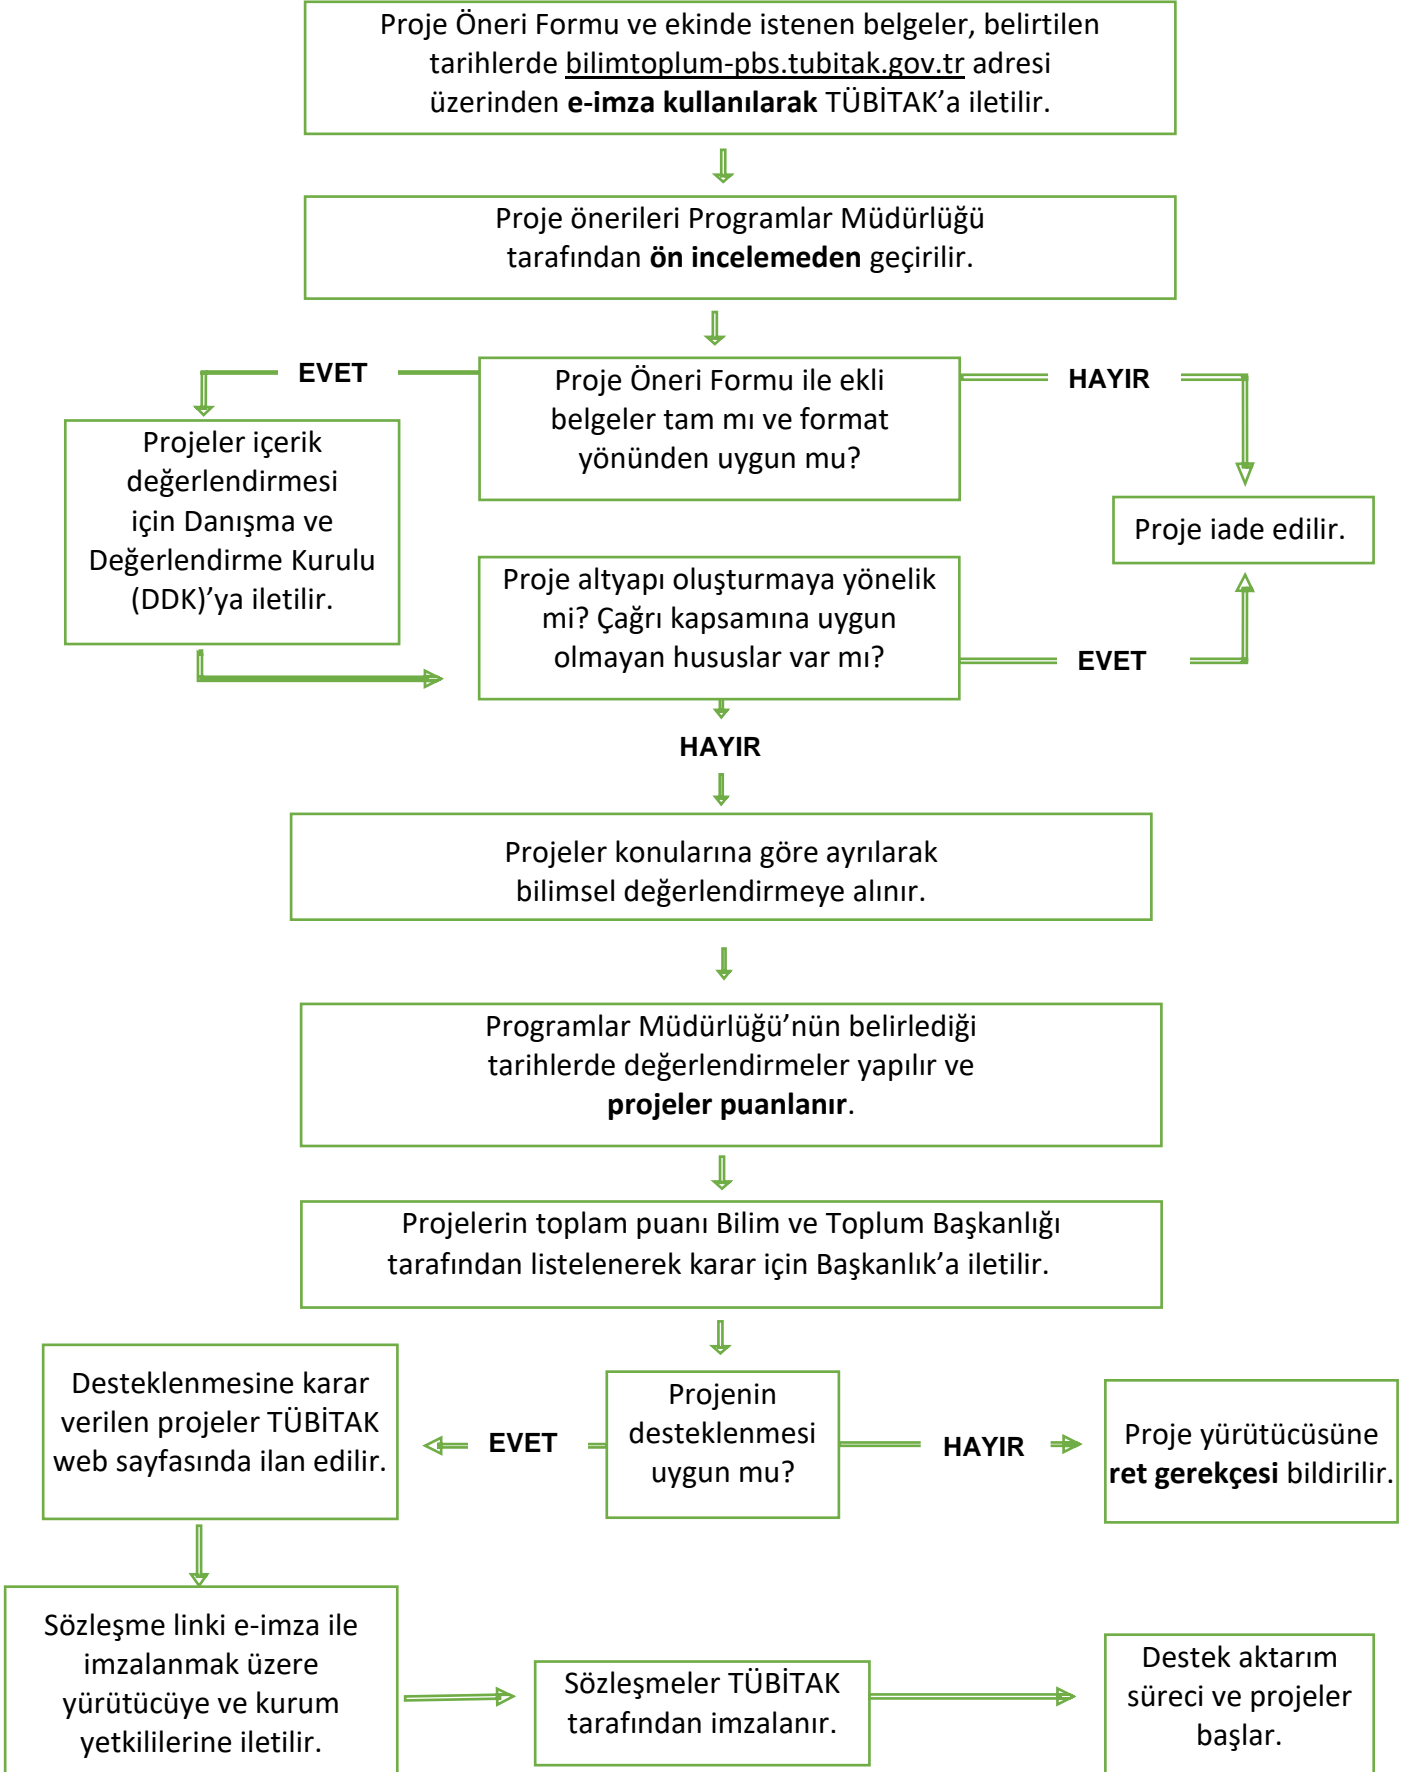 Proje Öneri Formu ve ekinde istenen belgeler, belirtilen
tarihlerde bilimtoplum-pbs.tubitak.gov.tr adresi
üzerinden e-imza kullanılarak TÜBİTAK’a iletilir.
Proje önerileri Programlar Müdürlüğü
tarafından ön incelemeden geçirilir.
EVET
Proje Öneri Formu ile ekli
belgeler tam mı ve format
yönünden uygun mu?
HAYIR
Projeler içerik
değerlendirmesi
için Danışma ve
Değerlendirme Kurulu
(DDK)’ya iletilir.
Proje iade edilir.
Proje altyapı oluşturmaya yönelik
mi? Çağrı kapsamına uygun
olmayan hususlar var mı?
EVET
HAYIR
Projeler konularına göre ayrılarak
bilimsel değerlendirmeye alınır.
Programlar Müdürlüğü’nün belirlediği
tarihlerde değerlendirmeler yapılır ve
projeler puanlanır.
Projelerin toplam puanı Bilim ve Toplum Başkanlığı
tarafından listelenerek karar için Başkanlık’a iletilir.
Desteklenmesine karar
verilen projeler TÜBİTAK
web sayfasında ilan edilir.
EVET
Projenin
desteklenmesi
uygun mu?
HAYIR
Proje yürütücüsüne
ret gerekçesi bildirilir.
Sözleşme linki e-imza ile
imzalanmak üzere
yürütücüye ve kurum
yetkililerine iletilir.
Sözleşmeler TÜBİTAK
tarafından imzalanır.
Destek aktarım
süreci ve projeler
başlar.